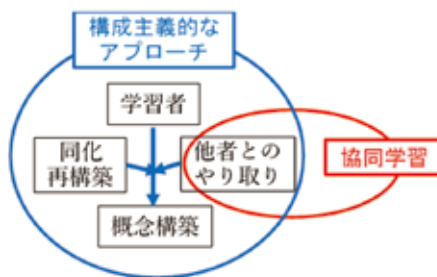 構成主義的な
アプローチ
学習者
同化
再構築
他者との
やり取り
協同学習
概念構築